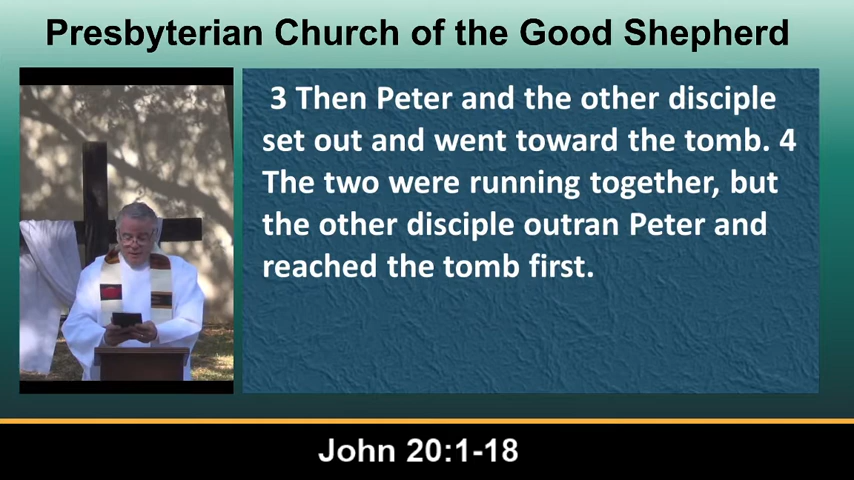 Presbyterian Church of the Good Shepherd
3 Then Peter and the other disciple
set out and went toward the tomb. 4
The two were running together, but
the other disciple outran Peter and
reached the tomb first.
John 20:1-18